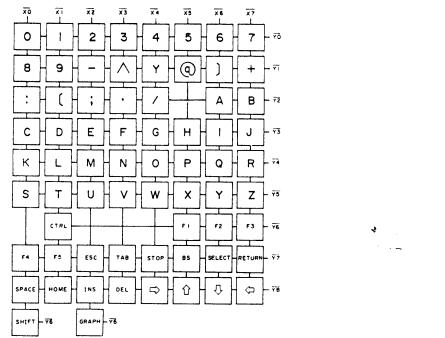 X0 X1 X2 X3 X4 X5 X6 X7
0 1 2 3 4 5 6 7 Y0
8 9 - ^ Y @ ] + Y1
: [ ; · / A B Y2
C D E F G H I J Y3
K L M N O P Q R Y4
S T U V W X Y Z Y5
CTRL F1 F2 F3 Y6
F4 F5 ESC TAB STOP BS SELECT RETURN Y7
SPACE HOME INS DEL ⇨ ⇧ ⇩ ⇦ Y8
SHIFT Y6 GRAPH Y6